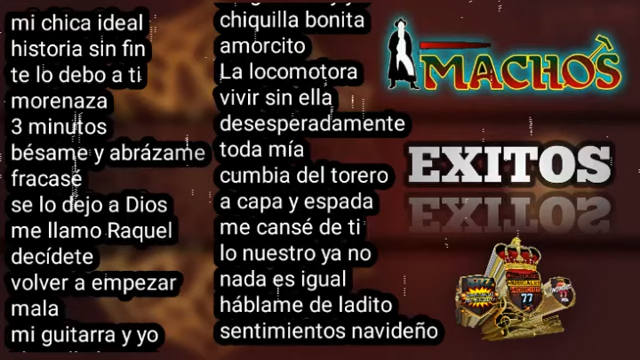 mi chica ideal
historia sin fin
te lo debo a ti
morenaza
3 minutos
bésame y abrázame
fracasé
se lo dejo a Dios
me llamo Raquel
decídete
volver a empezar
mala
mi guitarra y yo
chiquilla bonita
amorcito
La locomotora
vivir sin ella
desesperadamente
toda mía
cumbia del torero
a capa y espada
me cansé de ti
lo nuestro ya no
nada es igual
háblame de ladito
sentimientos navideño
MACHOS
EXITOS
77